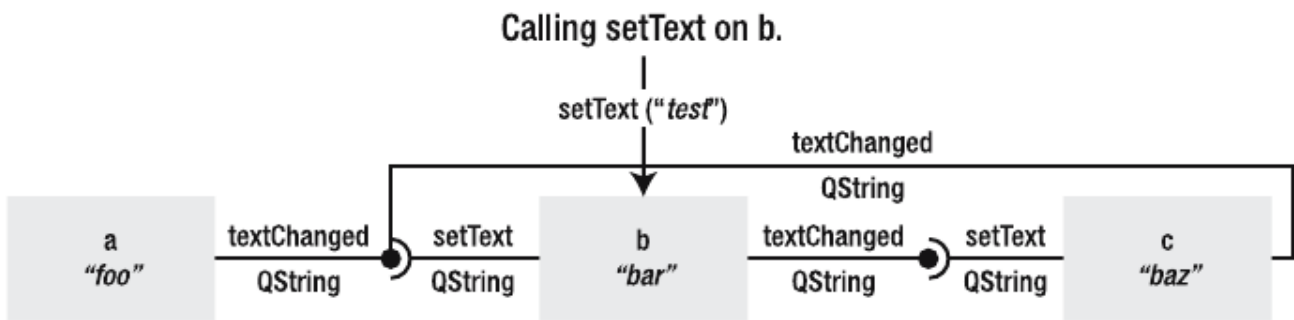 Calling setText on b.
setText (“test”)
textChanged
QString
a
“foo”
textChanged
QString
setText
QString
b
“bar”
textChanged
QString
setText
QString
c
“baz”